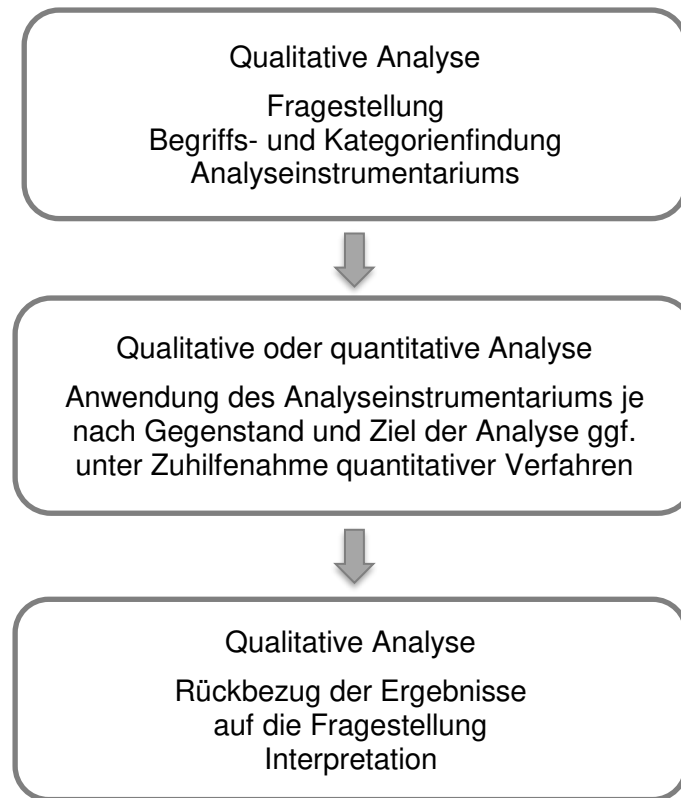 Qualitative Analyse
Fragestellung
Begriffs- und Kategorienfindung
Analyseinstrumentariums
Qualitative oder quantitative Analyse
Anwendung des Analyseinstrumentariums je
nach Gegenstand und Ziel der Analyse ggf.
unter Zuhilfenahme quantitativer Verfahren
Qualitative Analyse
Rückbezug der Ergebnisse
auf die Fragestellung
Interpretation